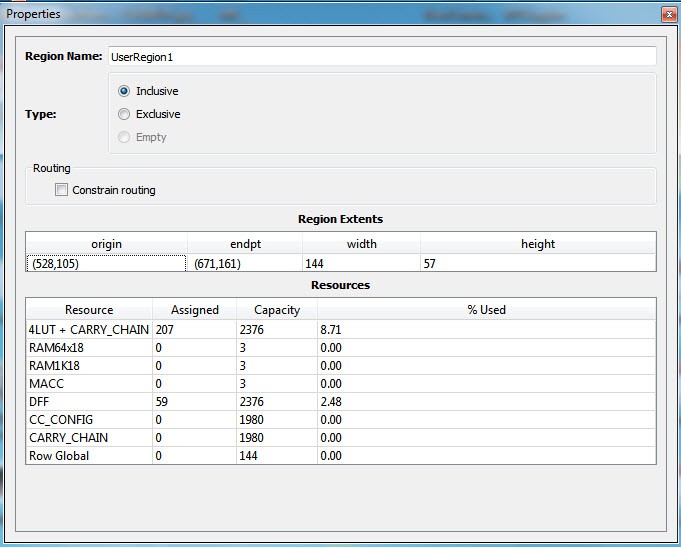 Properties
Region Name: UserRegion1
Type:
Inclusive
Exclusive
Empty
Routing
Constrain routing
Region Extents
origin endpt width height
(528,105) (671,161) 144 57
Resources
Resource Assigned Capacity % Used
4LUT + CARRY_CHAIN 207 2376 8.71
RAM64x18 0 3 0.00
RAM1K18 0 3 0.00
MACC 0 3 0.00
DFF 59 2376 2.48
CC_CONFIG 0 1980 0.00
CARRY_CHAIN 0 1980 0.00
Row Global 0 144 0.00